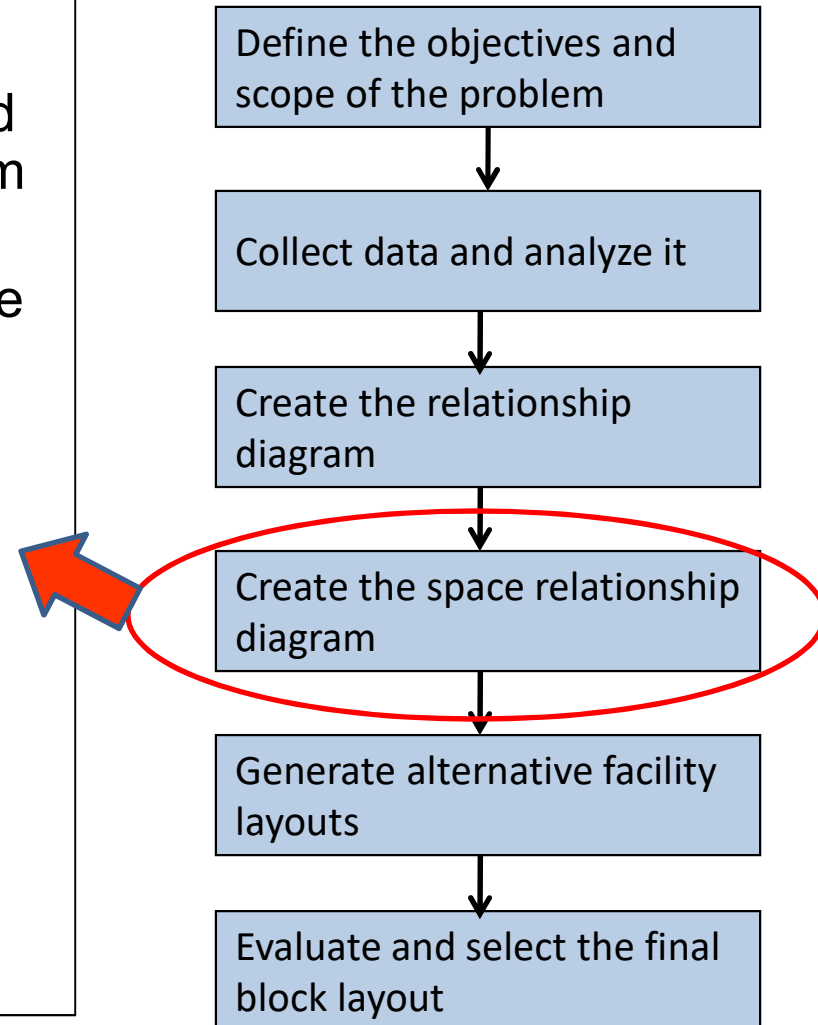 Define the objectives and
scope of the problem
Collect data and analyze it
Create the relationship
diagram
Create the space relationship
diagram
Generate alternative facility
layouts
Evaluate and select the final
block layout